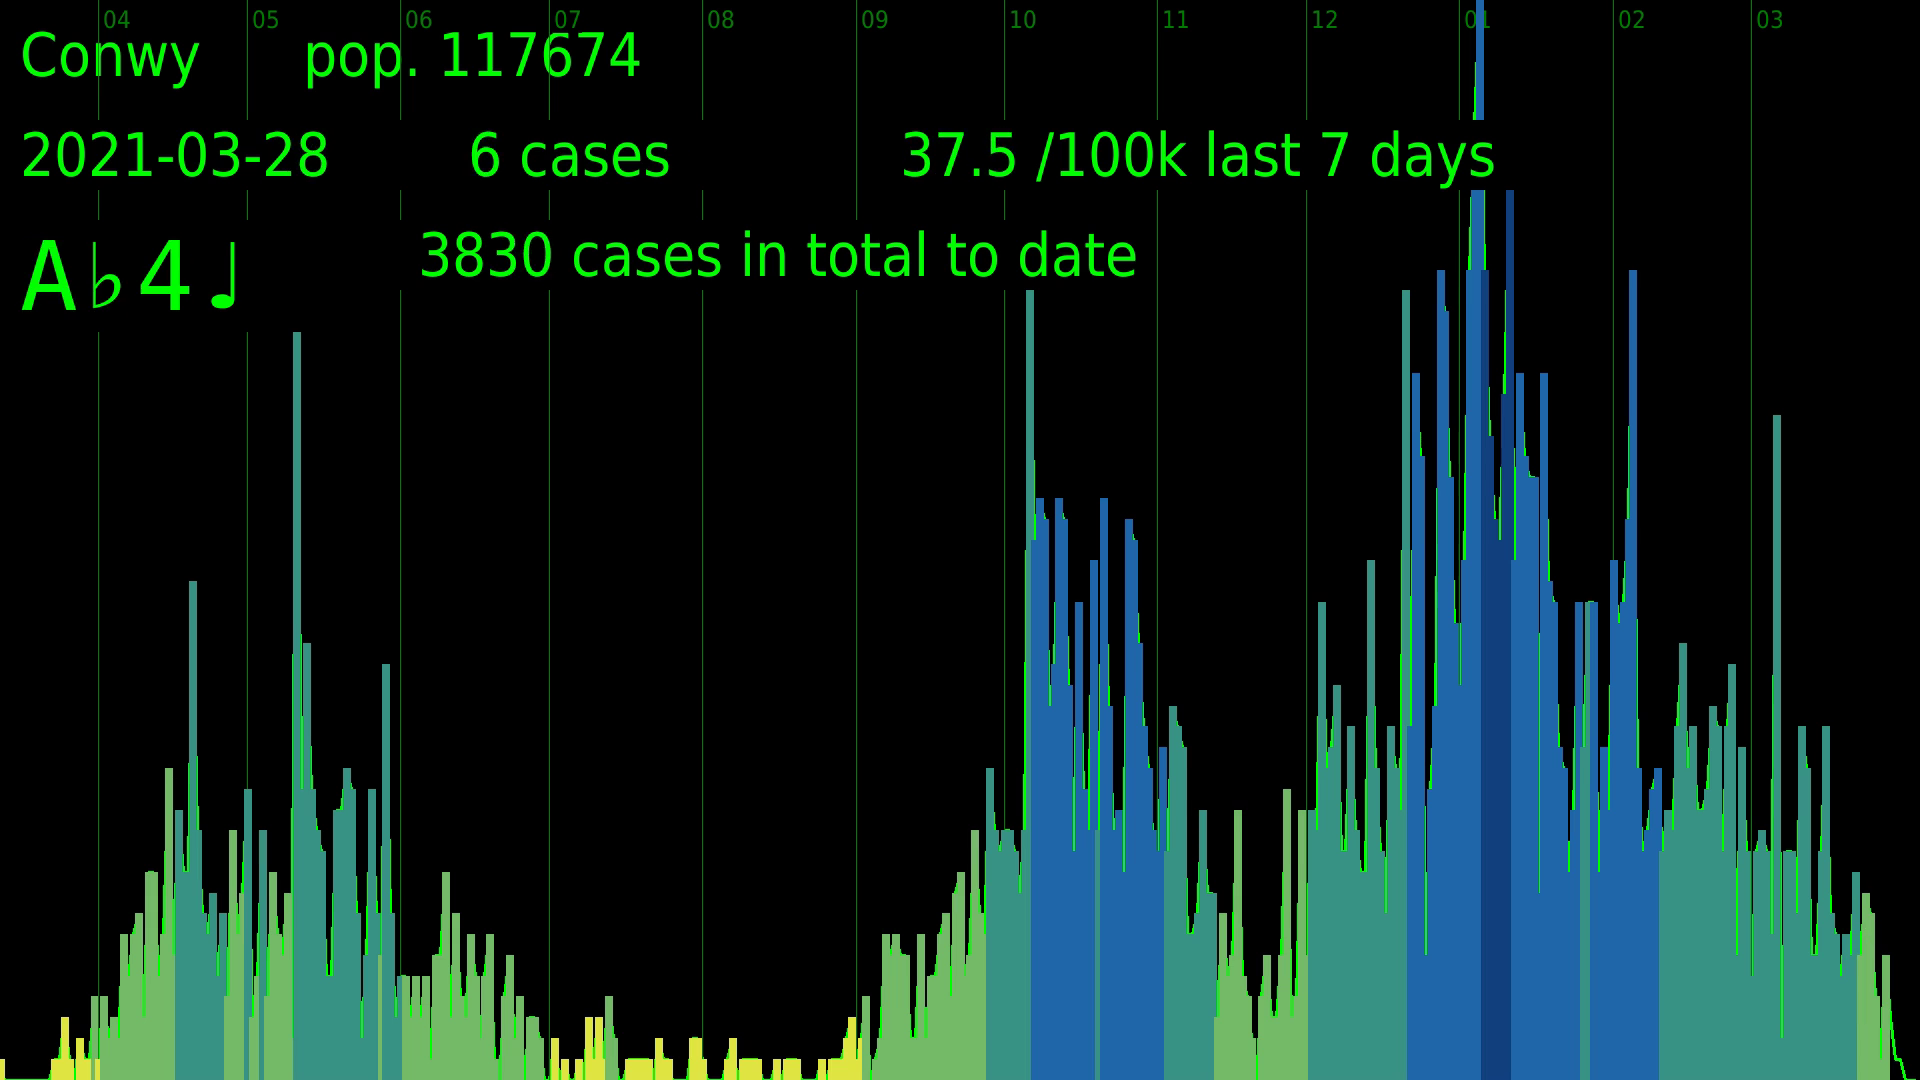 04 05 06 07 08 09 10 11 12 01 02 03
Conwy pop. 117674
2021-03-28 6 cases 37.5 /100k last 7 days
A♭4♩ 3830 cases in total to date